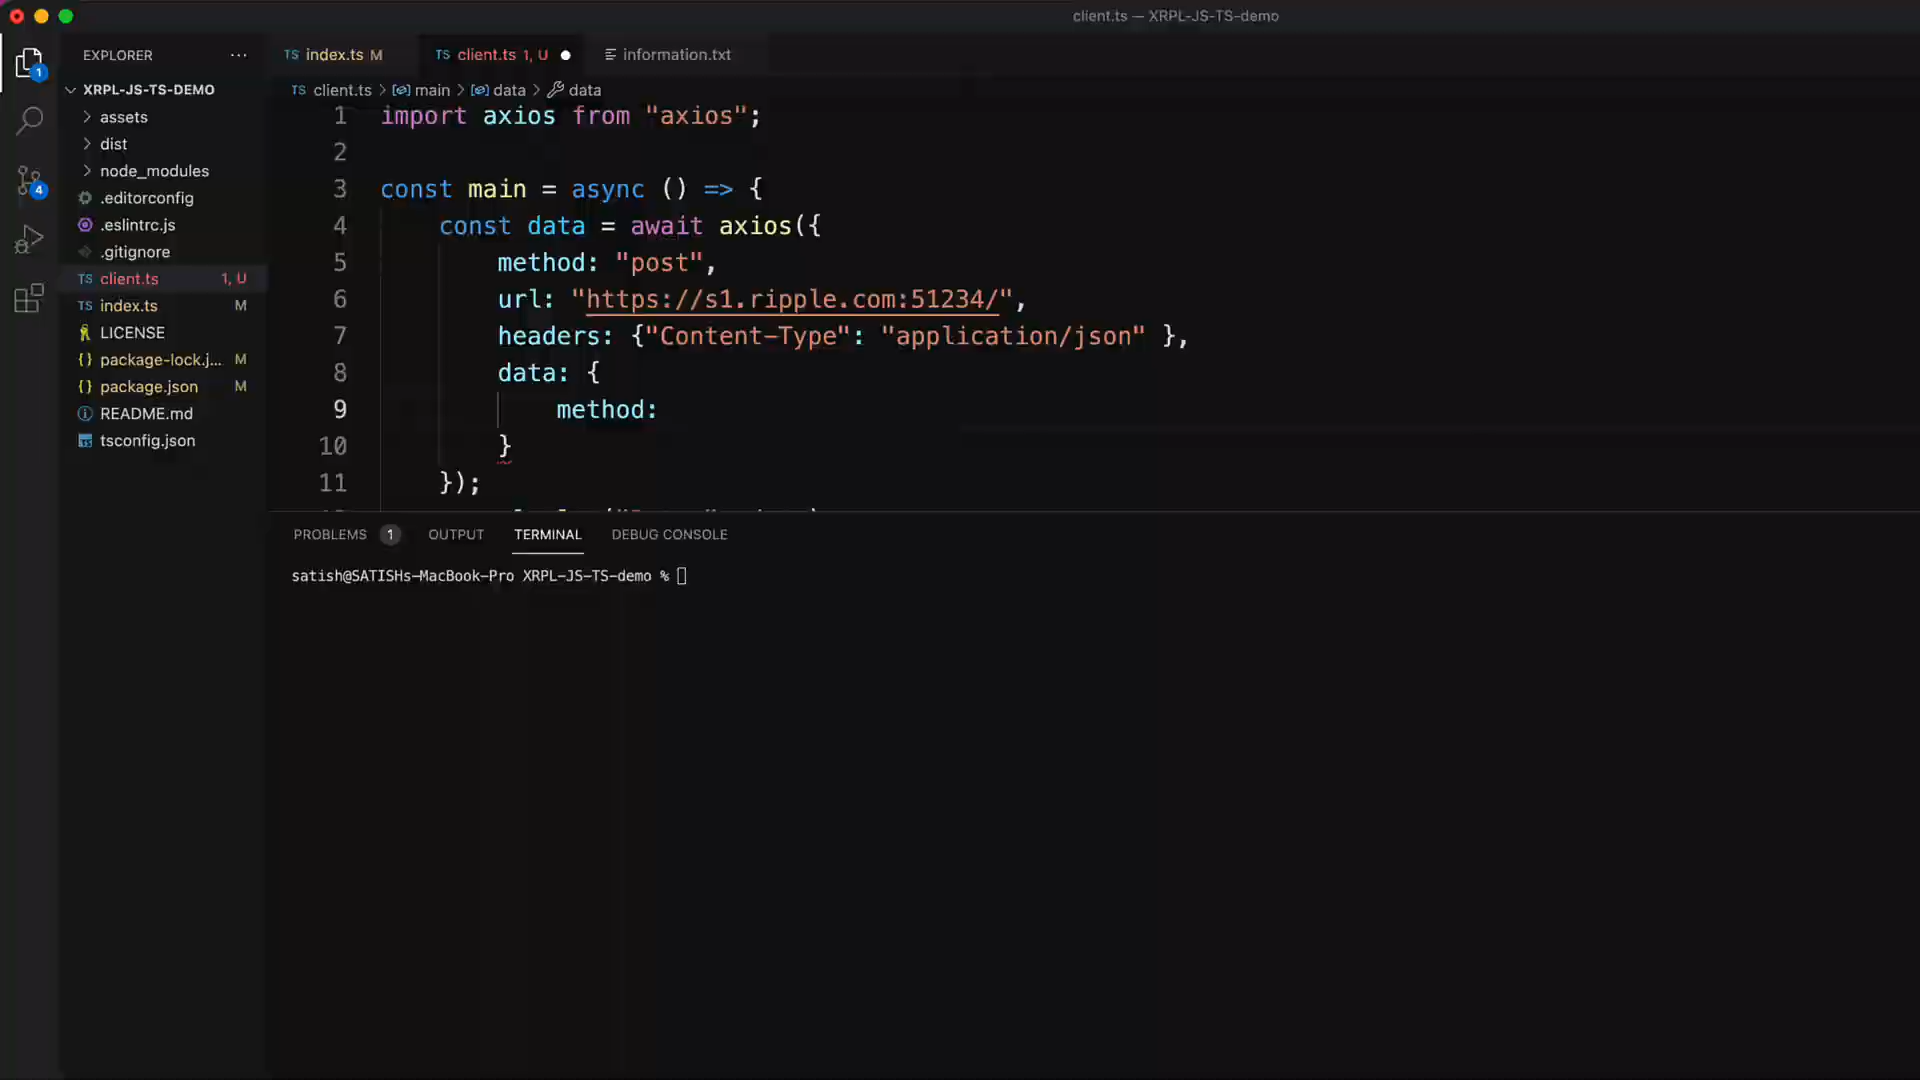 client.ts — XRPL-JS-TS-demo
EXPLORER ···
TS index.ts M
TS client.ts 1, U
information.txt
1
XRPL-JS-TS-DEMO
TS client.ts > main > data > data
assets
dist
node_modules
4
.editorconfig
.eslintrc.js
.gitignore
TS client.ts 1, U
TS index.ts M
LICENSE
{} package-lock.j... M
{} package.json M
README.md
tsconfig.json
1 import axios from "axios";
2
3 const main = async () => {
4 const data = await axios({
5 method: "post",
6 url: "https://s1.ripple.com:51234/",
7 headers: {"Content-Type": "application/json" },
8 data: {
9 method:
10 }
11 });
PROBLEMS 1 OUTPUT TERMINAL DEBUG CONSOLE
satish@SATISHs-MacBook-Pro XRPL-JS-TS-demo %